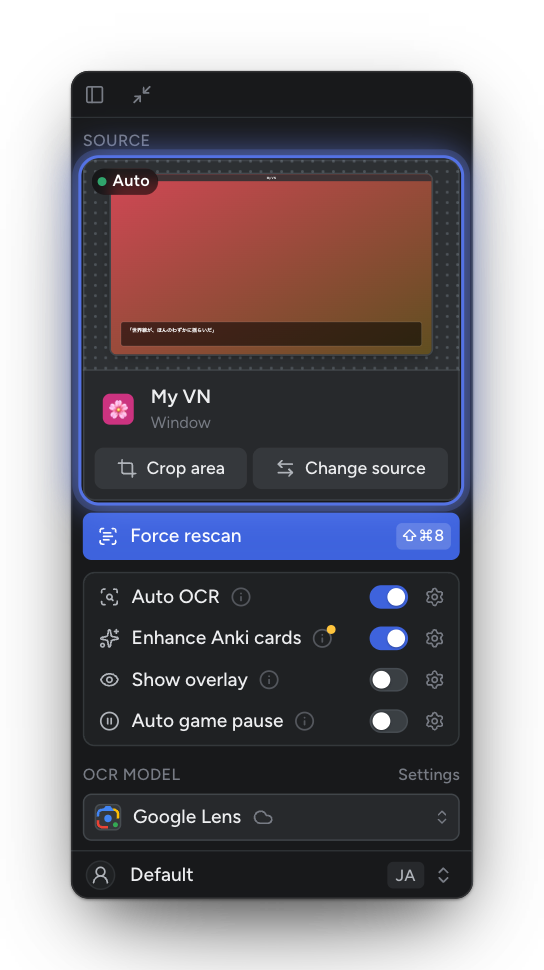 SOURCE
Auto
My VN
「世界線が、ほんのわずかに揺らいだ」
My VN
Window
Crop area
Change source
Force rescan
⇧⌘8
Auto OCR
Enhance Anki cards
Show overlay
Auto game pause
OCR MODEL
Settings
Google Lens
Default
JA